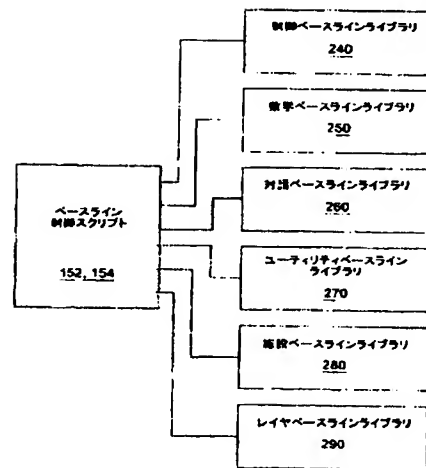 制御ベースラインライブラリ
240
数学ベースラインライブラリ
250
対話ベースラインライブラリ
260
ベースライン
制御スクリプト
152, 154
ユーティリティベースライン
ライブラリ
270
施設ベースラインライブラリ
280
レイヤベースラインライブラリ
290